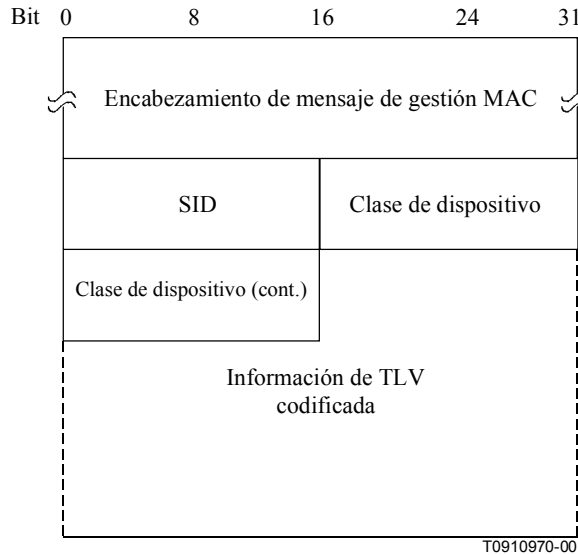 Bit 0 8 16 24 31
Encabezamiento de mensaje de gestión MAC
SID Clase de dispositivo
Clase de dispositivo (cont.)
Información de TLV
codificada
T0910970-00